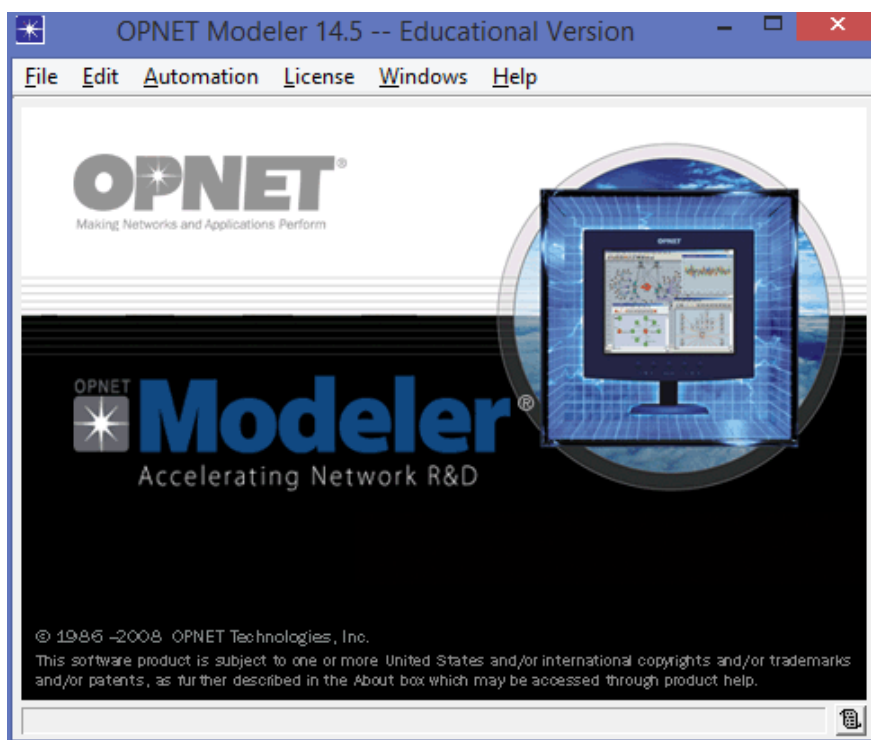 OPNET Modeler 14.5 -- Educational Version
File Edit Automation License Windows Help
OPNET®
Making Networks and Applications Perform
OPNET
OPNET
Modeler®
Accelerating Network R&D
© 1986 -2008 OPNET Technologies, Inc.
This software product is subject to one or more United States and/or international copyrights and/or trademarks
and/or patents, as further described in the About box which may be accessed through product help.